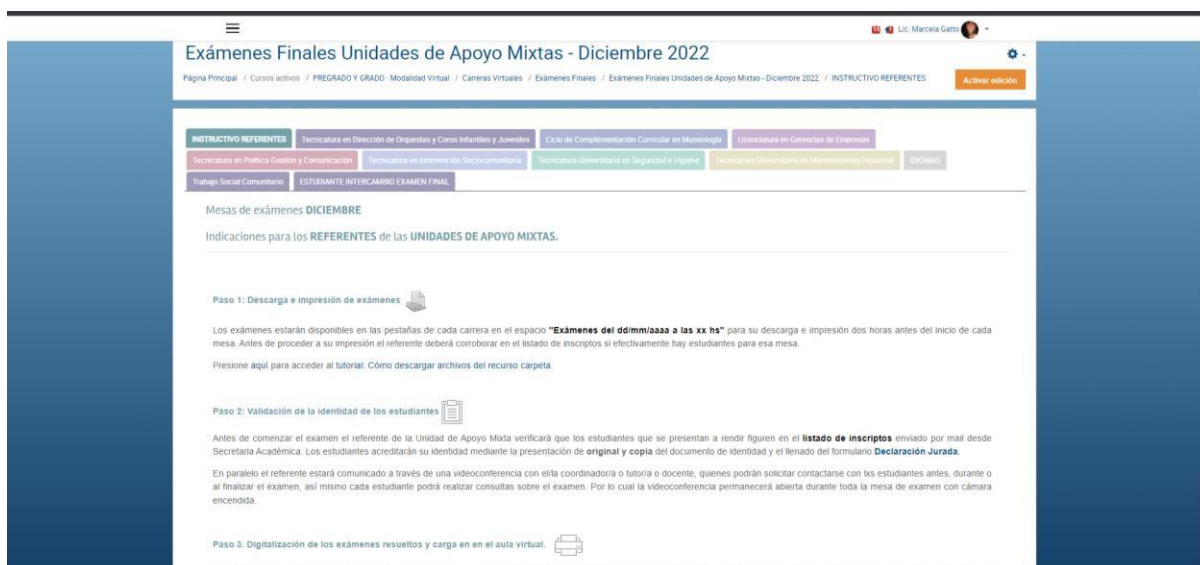 Lic. Marcela Gatto
Exámenes Finales Unidades de Apoyo Mixtas - Diciembre 2022
Página Principal / Cursos activos / PREGRADO Y GRADO - Modalidad Virtual / Carreras Virtuales / Exámenes Finales / Exámenes Finales Unidades de Apoyo Mixtas - Diciembre 2022 / INSTRUCTIVO REFERENTES
Activar edición
INSTRUCTIVO REFERENTES Tecnicatura en Dirección de Orquestas y Coros Infantiles y Juveniles Ciclo de Complementación Curricular en Museología Licenciatura en Gerencias de Empresas
Tecnicatura en Política Gestión y Comunicación Tecnicatura en Intervención Sociocomunitaria Tecnicatura Universitaria en Seguridad e Higiene Tecnicatura Universitaria en Mantenimiento Industrial IDIOMAS
Trabajo Social Comunitario ESTUDIANTE INTERCAMBIO EXAMEN FINAL
Mesas de exámenes DICIEMBRE
Indicaciones para los REFERENTES de las UNIDADES DE APOYO MIXTAS.
Paso 1: Descarga e impresión de exámenes
Los exámenes estarán disponibles en las pestañas de cada carrera en el espacio "Exámenes del dd/mm/aaaa a las xx hs" para su descarga e impresión dos horas antes del inicio de cada
mesa. Antes de proceder a su impresión el referente deberá corroborar en el listado de inscriptos si efectivamente hay estudiantes para esa mesa.
Presione aquí para acceder al tutorial: Cómo descargar archivos del recurso carpeta.
Paso 2: Validación de la identidad de los estudiantes
Antes de comenzar el examen el referente de la Unidad de Apoyo Mixta verificará que los estudiantes que se presentan a rendir figuren en el listado de inscriptos enviado por mail desde
Secretaria Académica. Los estudiantes acreditarán su identidad mediante la presentación de original y copia del documento de identidad y el llenado del formulario Declaración Jurada.
En paralelo el referente estará comunicado a través de una videoconferencia con el/la coordinador/a o tutor/a o docente, quienes podrán solicitar contactarse con lxs estudiantes antes, durante o
al finalizar el examen, así mismo cada estudiante podrá realizar consultas sobre el examen. Por lo cual la videoconferencia permanecerá abierta durante toda la mesa de examen con cámara
encendida.
Paso 3: Digitalización de los exámenes resueltos y carga en en el aula virtual.